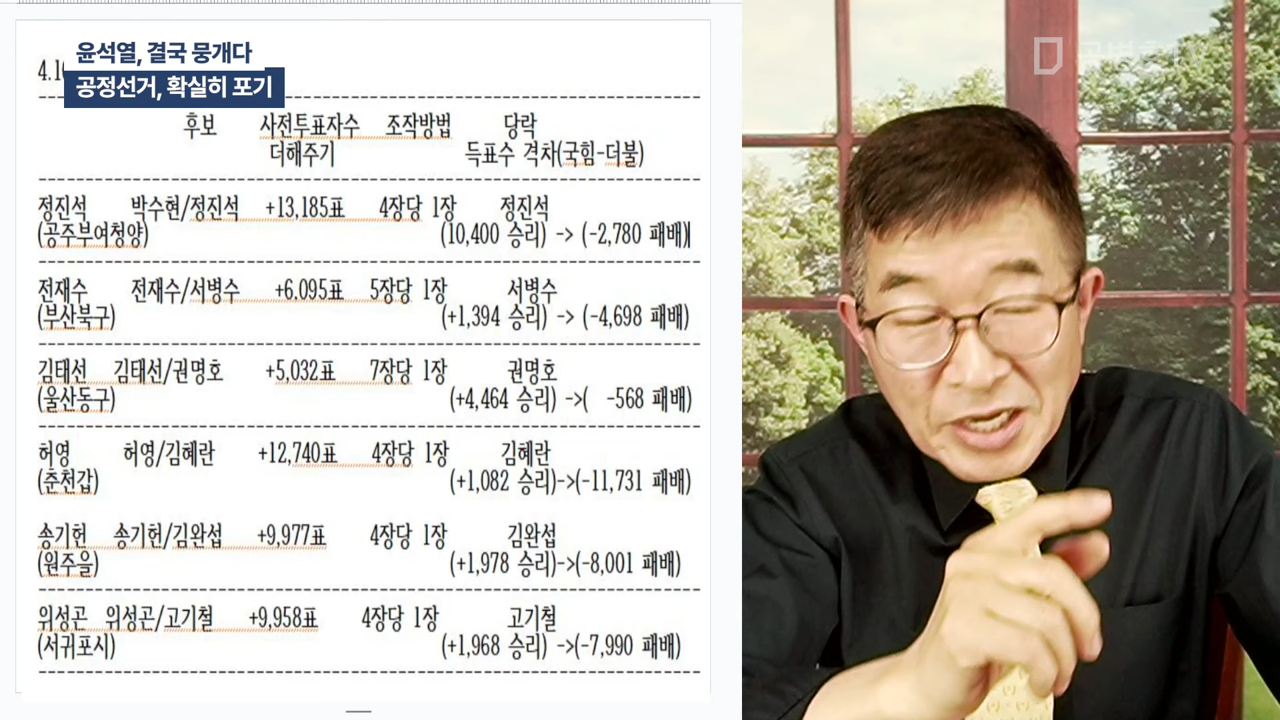 윤석열, 결국 뭉개다
4.1
공정선거, 확실히 포기
후보 사전투표자수 조작방법 당락
더해주기 득표수 격차(국힘-더불)
정진석 박수현/정진석 +13,185표 4장당 1장 정진석
(공주부여청양) (10,400 승리) -> (-2,780 패배)
전재수 전재수/서병수 +6,095표 5장당 1장 서병수
(부산북구) (+1,394 승리) -> (-4,698 패배)
김태선 김태선/권명호 +5,032표 7장당 1장 권명호
(울산동구) (+4,464 승리) ->( -568 패배)
허영 허영/김혜란 +12,740표 4장당 1장 김혜란
(춘천갑) (+1,082 승리)->(-11,731 패배)
송기헌 송기헌/김완섭 +9,977표 4장당 1장 김완섭
(원주을) (+1,978 승리)->(-8,001 패배)
위성곤 위성곤/고기철 +9,958표 4장당 1장 고기철
(서귀포시) (+1,968 승리) ->(-7,990 패배)
공병호TV